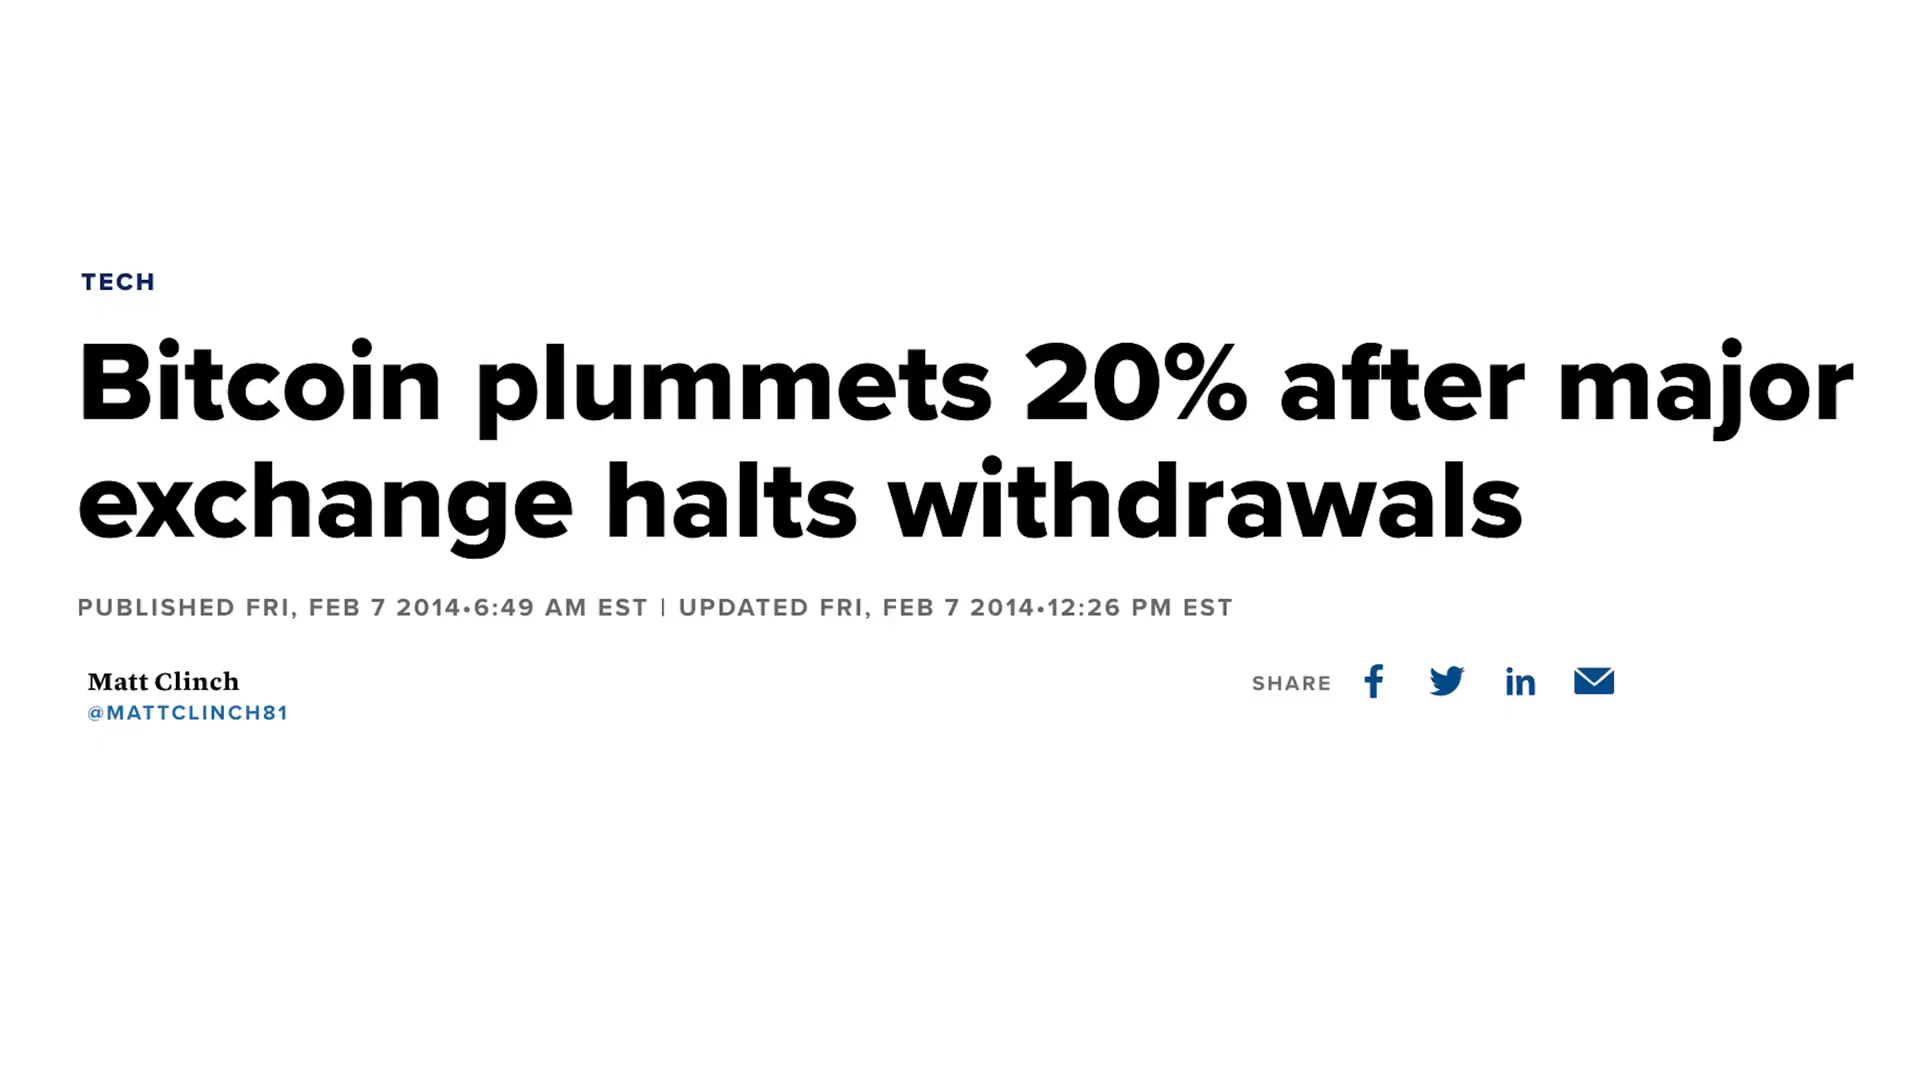 TECH
Bitcoin plummets 20% after major
exchange halts withdrawals
PUBLISHED FRI, FEB 7 2014•6:49 AM EST | UPDATED FRI, FEB 7 2014•12:26 PM EST
Matt Clinch
@MATTCLINCH81
SHARE